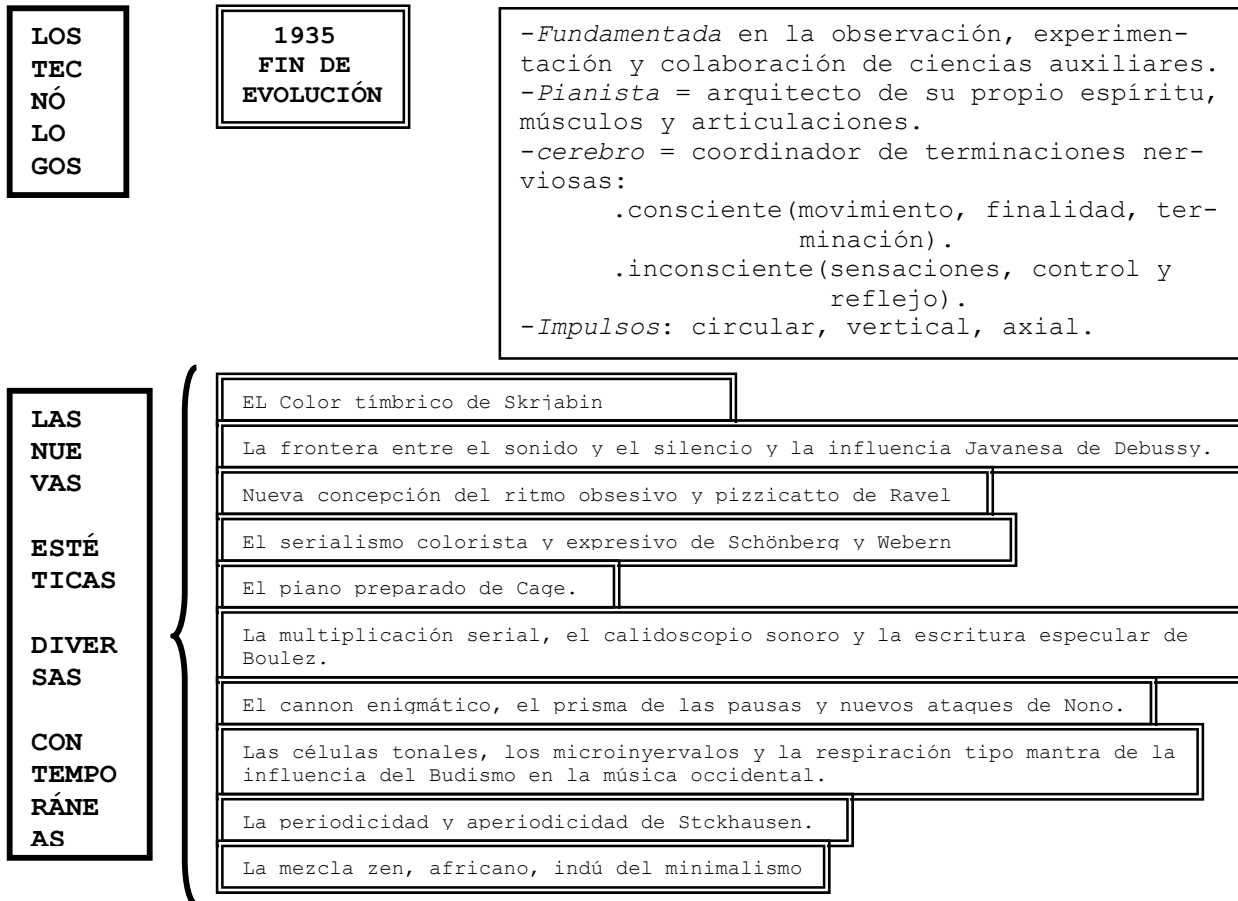 LOS
TEC
NÓ
LO
GOS
1935
FIN DE
EVOLUCIÓN
-Fundamentada en la observación, experimen-
tación y colaboración de ciencias auxiliares.
-Pianista = arquitecto de su propio espíritu,
músculos y articulaciones.
-cerebro = coordinador de terminaciones ner-
viosas:
.consciente(movimiento, finalidad, ter-
minación).
.inconsciente(sensaciones, control y
reflejo).
-Impulsos: circular, vertical, axial.
LAS
NUE
VAS
ESTÉ
TICAS
DIVER
SAS
CON
TEMPO
RÁNE
AS
EL Color tímbrico de Skrjabin
La frontera entre el sonido y el silencio y la influencia Javanesa de Debussy.
Nueva concepción del ritmo obsesivo y pizzicatto de Ravel
El serialismo colorista y expresivo de Schönberg y Webern
El piano preparado de Cage.
La multiplicación serial, el calidoscopio sonoro y la escritura especular de
Boulez.
El cannon enigmático, el prisma de las pausas y nuevos ataques de Nono.
Las células tonales, los microinyervalos y la respiración tipo mantra de la
influencia del Budismo en la música occidental.
La periodicidad y aperiodicidad de Stckhausen.
La mezcla zen, africano, indú del minimalismo